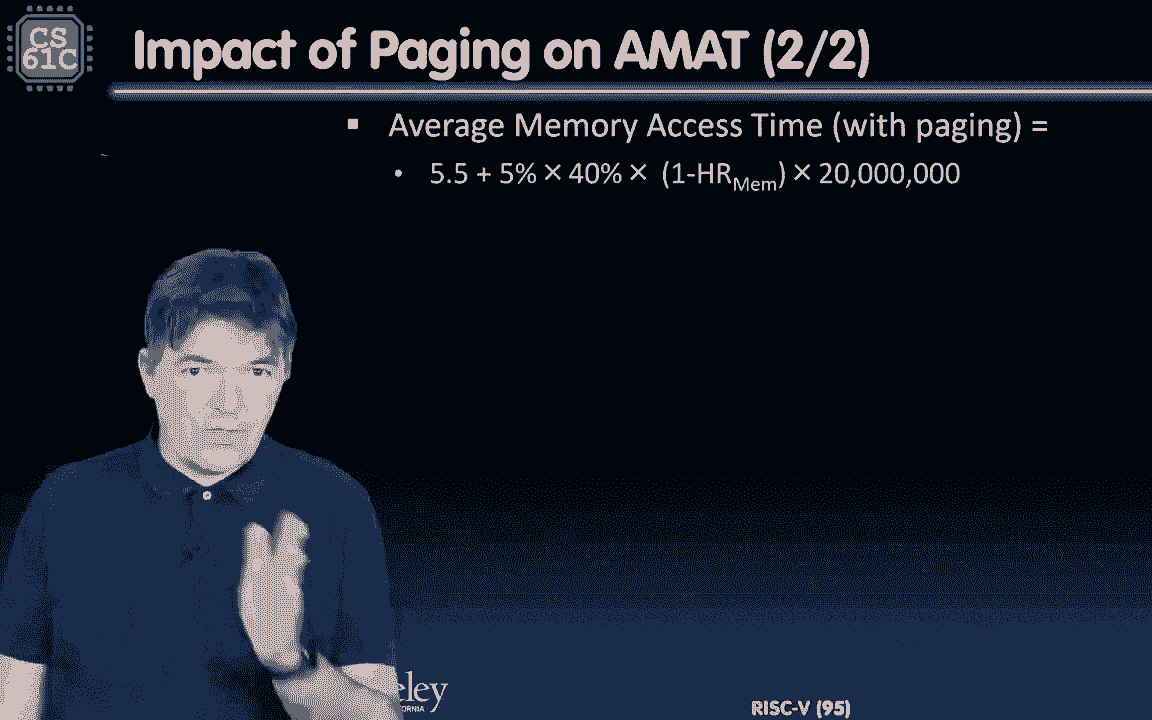 CS
61C
Impact of Paging on AMAT (2/2)
▪ Average Memory Access Time (with paging) =
• 5.5 + 5% × 40% × (1-HR_Mem) × 20,000,000
RISC-V (95)